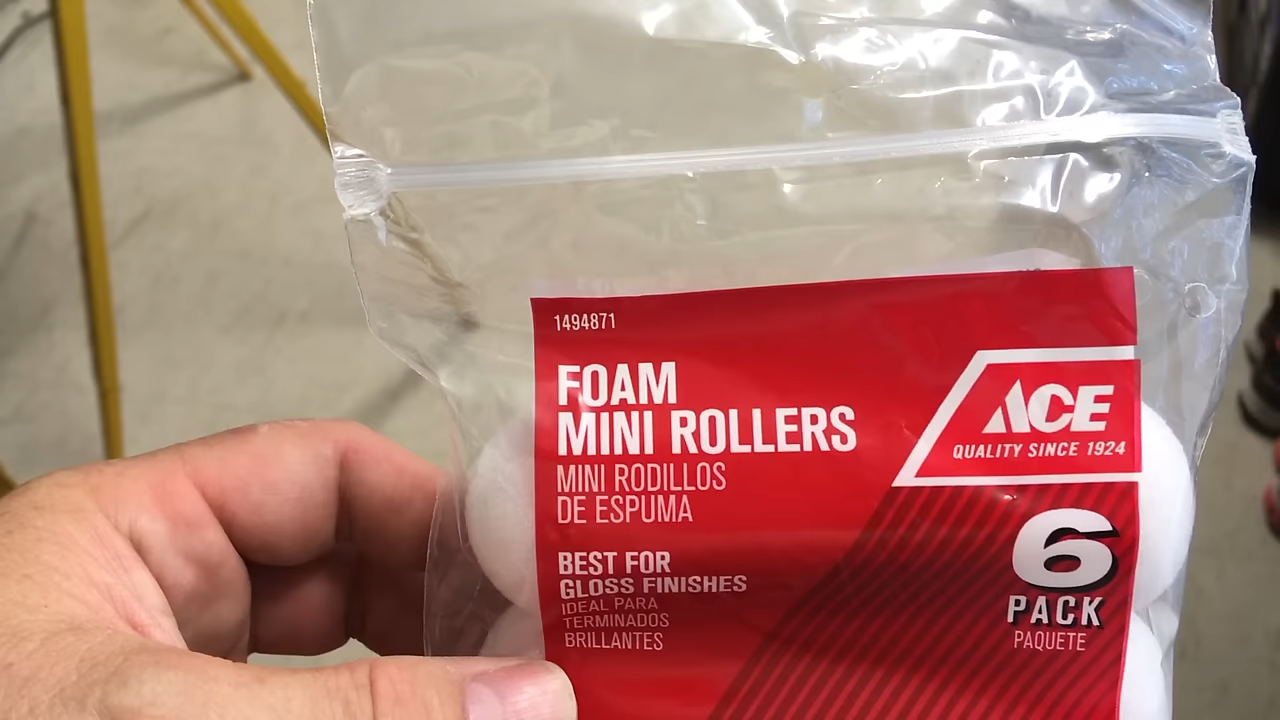 1494871
FOAM
MINI ROLLERS
MINI RODILLOS
DE ESPUMA
BEST FOR
GLOSS FINISHES
IDEAL PARA
TERMINADOS
BRILLANTES
ACE
QUALITY SINCE 1924
6
PACK
PAQUETE